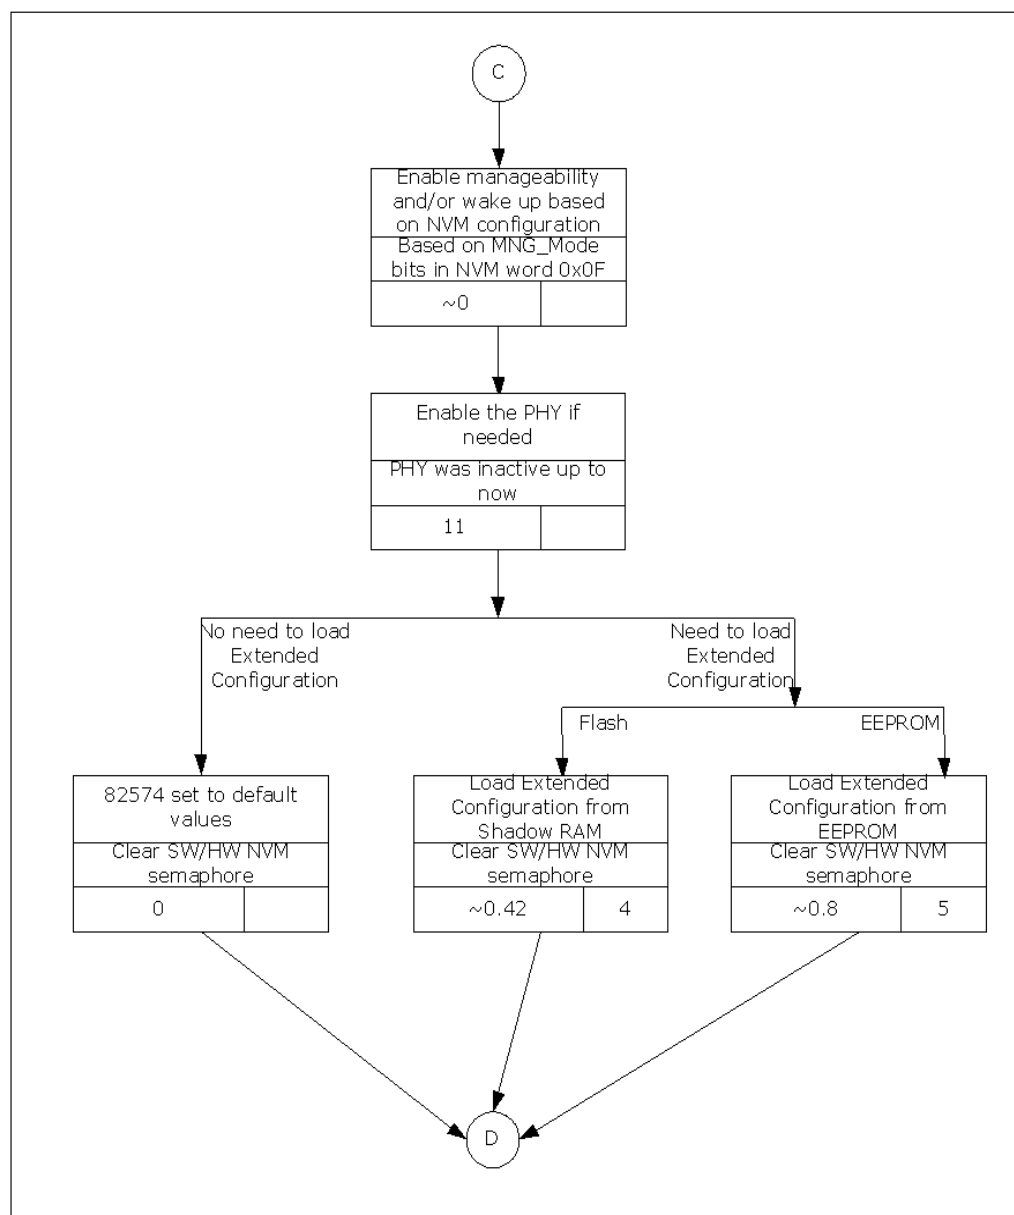 C
Enable manageability
and/or wake up based
on NVM configuration
Based on MNG_Mode
bits in NVM word 0x0F
~0
Enable the PHY if
needed
PHY was inactive up to
now
11
No need to load
Extended
Configuration
Need to load
Extended
Configuration
Flash
EEPROM
82574 set to default
values
Clear SW/HW NVM
semaphore
0
Load Extended
Configuration from
Shadow RAM
Clear SW/HW NVM
semaphore
~0.42
4
Load Extended
Configuration from
EEPROM
Clear SW/HW NVM
semaphore
~0.8
5
D